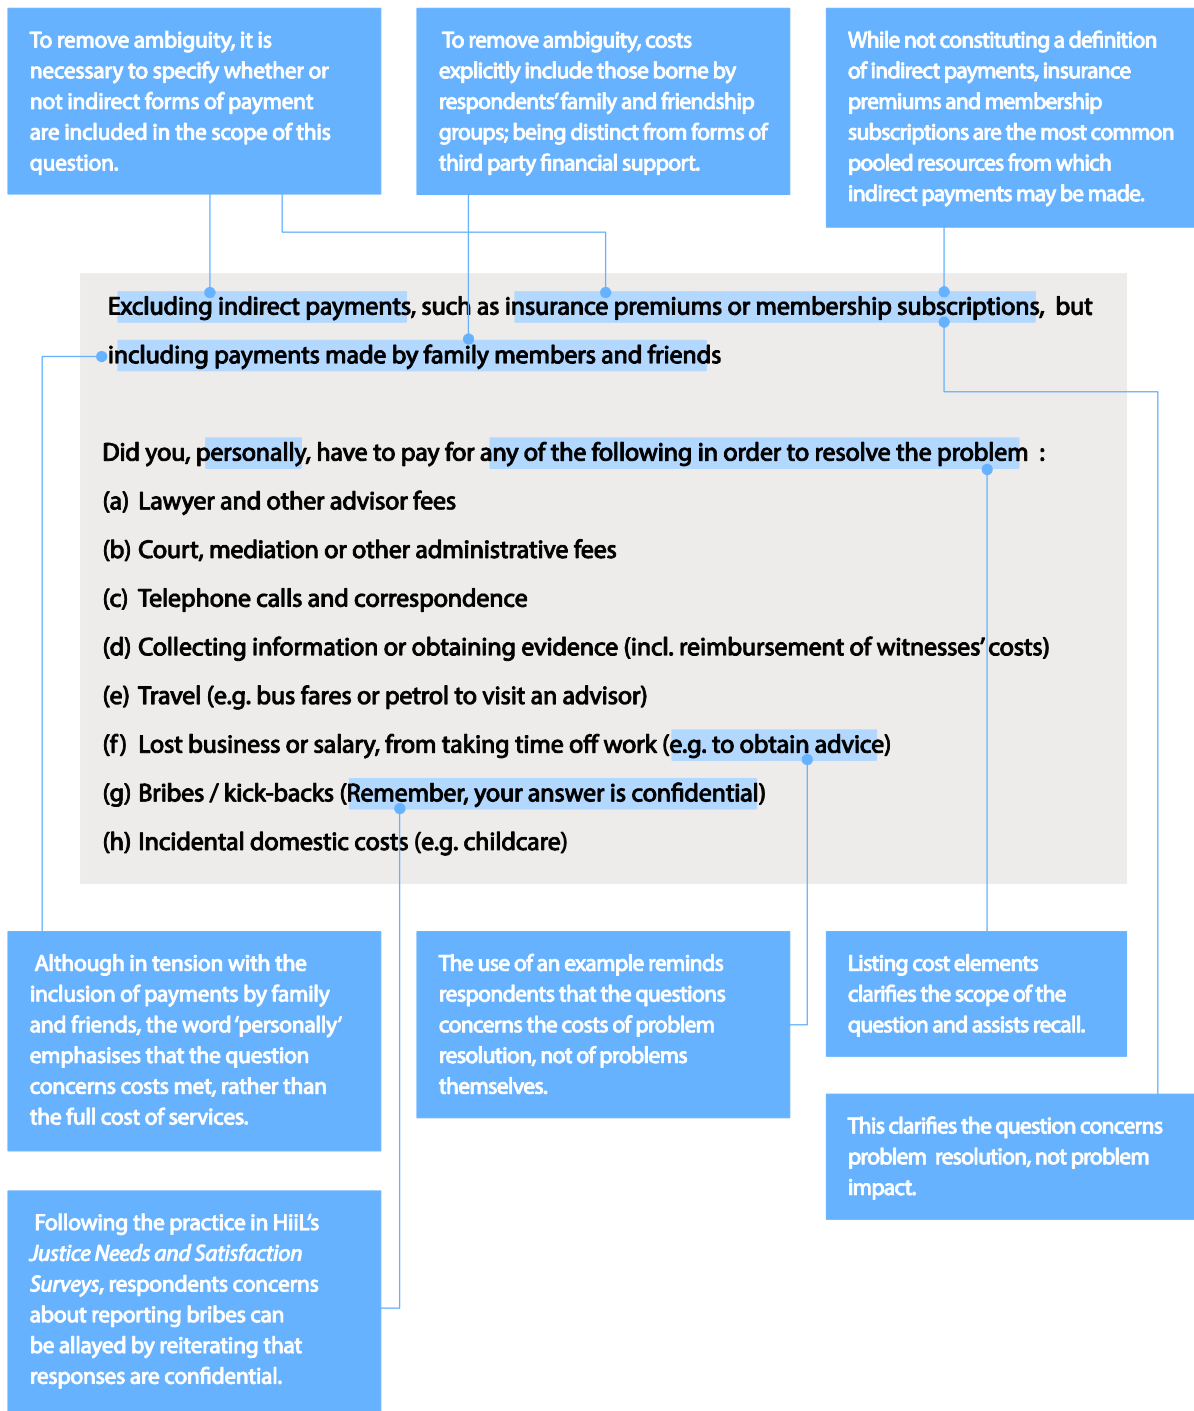 To remove ambiguity, it is
necessary to specify whether or
not indirect forms of payment
are included in the scope of this
question.
To remove ambiguity, costs
explicitly include those borne by
respondents’ family and friendship
groups; being distinct from forms of
third party financial support.
While not constituting a definition
of indirect payments, insurance
premiums and membership
subscriptions are the most common
pooled resources from which
indirect payments may be made.
Excluding indirect payments, such as insurance premiums or membership subscriptions, but
including payments made by family members and friends
Did you, personally, have to pay for any of the following in order to resolve the problem :
(a) Lawyer and other advisor fees
(b) Court, mediation or other administrative fees
(c) Telephone calls and correspondence
(d) Collecting information or obtaining evidence (incl. reimbursement of witnesses’ costs)
(e) Travel (e.g. bus fares or petrol to visit an advisor)
(f) Lost business or salary, from taking time off work (e.g. to obtain advice)
(g) Bribes / kick-backs (Remember, your answer is confidential)
(h) Incidental domestic costs (e.g. childcare)
Although in tension with the
inclusion of payments by family
and friends, the word ‘personally’
emphasises that the question
concerns costs met, rather than
the full cost of services.
The use of an example reminds
respondents that the questions
concerns the costs of problem
resolution, not of problems
themselves.
Listing cost elements
clarifies the scope of the
question and assists recall.
This clarifies the question concerns
problem resolution, not problem
impact.
Following the practice in HiiL’s
Justice Needs and Satisfaction
Surveys, respondents concerns
about reporting bribes can
be allayed by reiterating that
responses are confidential.